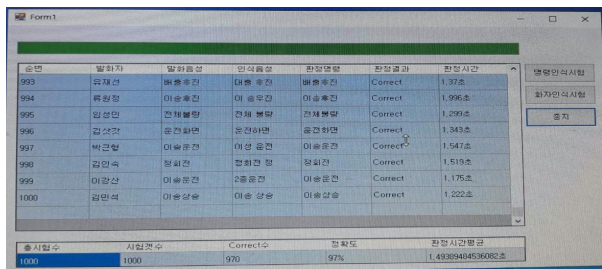 Form1
순번 발화자 발화음성 인식음성 판정명령 판정결과 판정시간
993 유재선 배출후진 대출 후진 배출후진 Correct 1,37초
994 류원정 이송후진 이 승우진 이송후진 Correct 1,996초
995 임성민 전체불량 전체 불량 전체불량 Correct 1,299초
996 김삿갓 운전화면 운전하면 운전화면 Correct 1,343초
997 박근형 이송운전 이성 운전 이송운전 Correct 1,547초
998 김인숙 정회전 정회전 정 정회전 Correct 1,519초
999 이강산 이송운전 2종운전 이송운전 Correct 1,175초
1000 김민석 이송상승 이송 상승 이송상승 Correct 1,222초
명령인식시험
화자인식시험
중지
총시험수 시험갯수 Correct수 정확도 판정시간평균
1000 1000 970 97% 1,49389484536082초